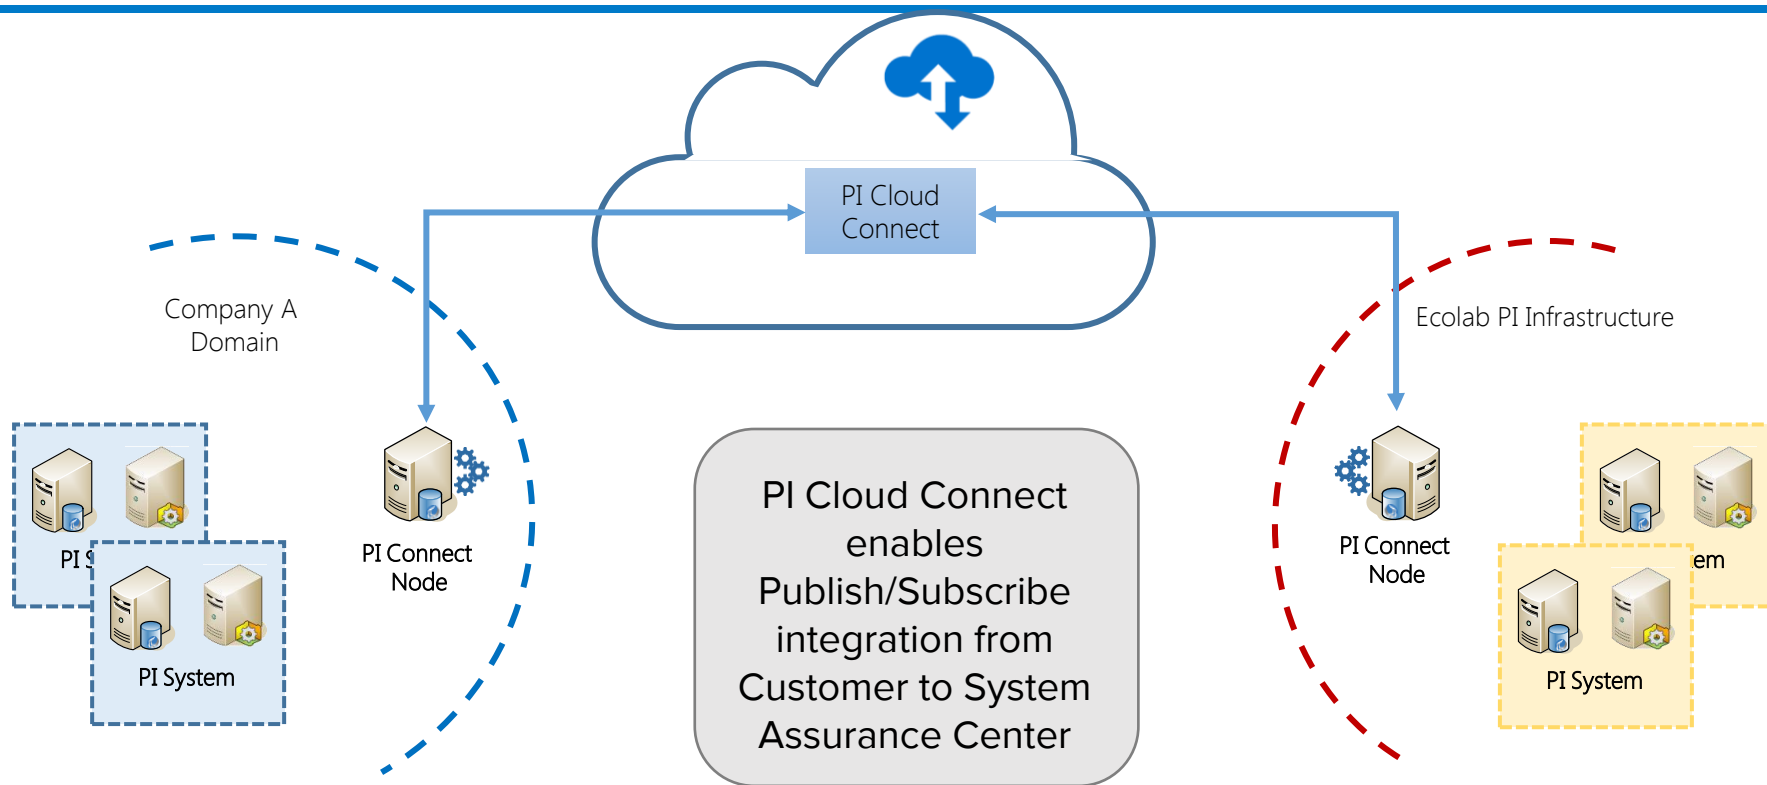 PI Cloud
Connect
Company A
Domain
Ecolab PI Infrastructure
PI Connect
Node
PI System
PI Cloud Connect
enables
Publish/Subscribe
integration from
Customer to System
Assurance Center
PI Connect
Node
PI System